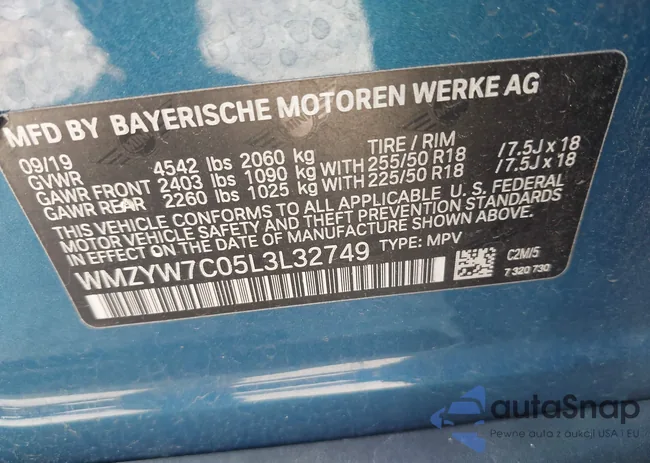 MFD BY BAYERISCHE MOTOREN WERKE AG
09/19 TIRE / RIM
GVWR 4542 lbs 2060 kg
GAWR FRONT 2403 lbs 1090 kg WITH 255/50 R18 /7.5J x 18
GAWR REAR 2260 lbs 1025 kg WITH 225/50 R18 /7.5J x 18
THIS VEHICLE CONFORMS TO ALL APPLICABLE U. S. FEDERAL
MOTOR VEHICLE SAFETY AND THEFT PREVENTION
STANDARDS IN EFFECT ON THE DATE OF
MANUFACTURE SHOWN ABOVE.
WMZYW7C05L3L32749 TYPE: MPV
C2M/5
7 320 730
autoSnap
Pewne auto z aukcji USA i EU